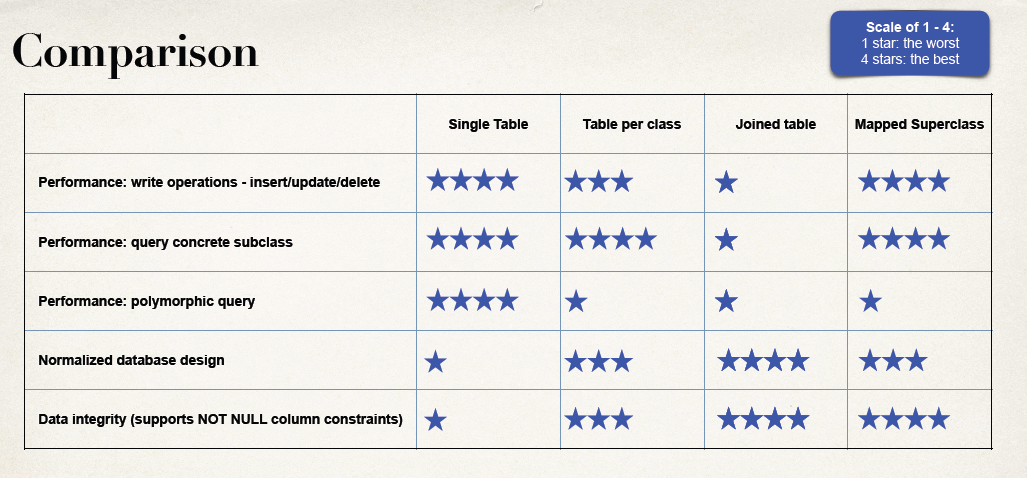 Comparison
Scale of 1 - 4:
1 star: the worst
4 stars: the best
Single Table
Table per class
Joined table
Mapped Superclass
Performance: write operations - insert/update/delete
★★★★
★★★
★
★★★★
Performance: query concrete subclass
★★★★
★★★★
★
★★★★
Performance: polymorphic query
★★★★
★
★
★
Normalized database design
★
★★★
★★★★
★★★
Data integrity (supports NOT NULL column constraints)
★
★★★
★★★★
★★★★